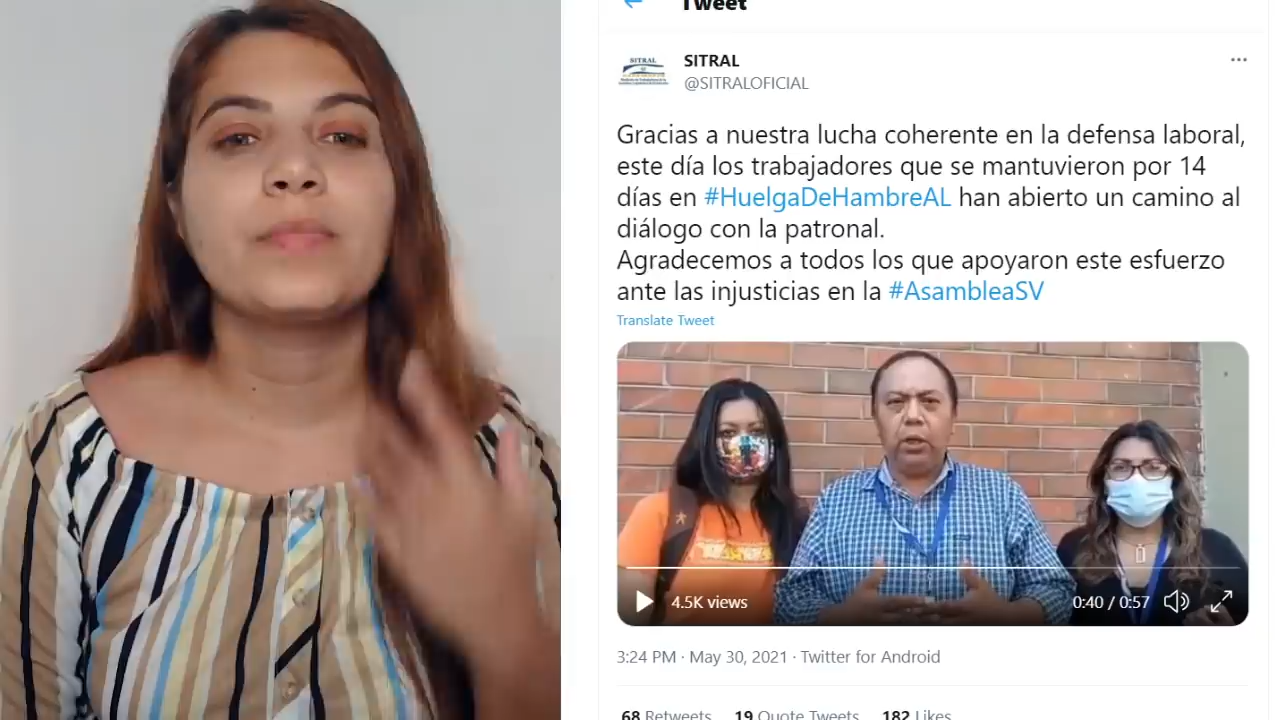 Tweet
SITRAL
SITRAL
@SITRALOFICIAL
Gracias a nuestra lucha coherente en la defensa laboral,
este día los trabajadores que se mantuvieron por 14
días en #HuelgaDeHambreAL han abierto un camino al
diálogo con la patronal.
Agradecemos a todos los que apoyaron este esfuerzo
ante las injusticias en la #AsambleaSV
Translate Tweet
4.5K views
0:40 / 0:57
3:24 PM · May 30, 2021 · Twitter for Android
68 Retweets 19 Quote Tweets 182 Likes